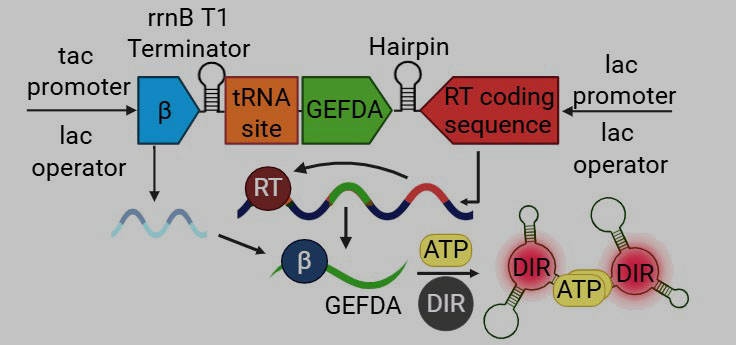 rrnB T1
Terminator
Hairpin
tac
promoter
lac
operator
β
tRNA
site
GEFDA
RT coding
sequence
lac
promoter
lac
operator
RT
β
GEFDA
ATP
DIR
DIR
ATP
DIR